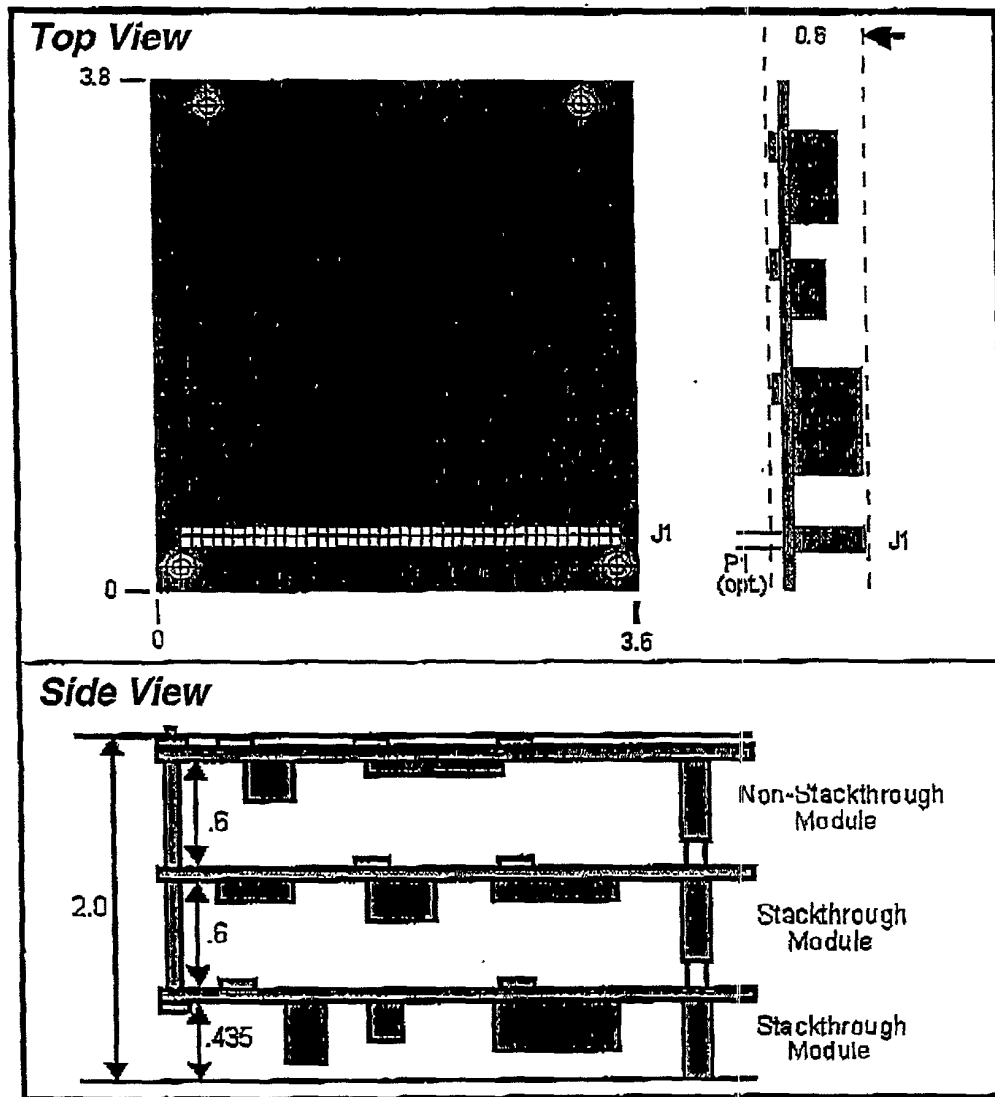 Top View
3.8
0.6
J1
J1
P1
(opt.)
0
0
3.6
Side View
.6
Non-Stackthrough
Module
2.0
.6
Stackthrough
Module
.435
Stackthrough
Module